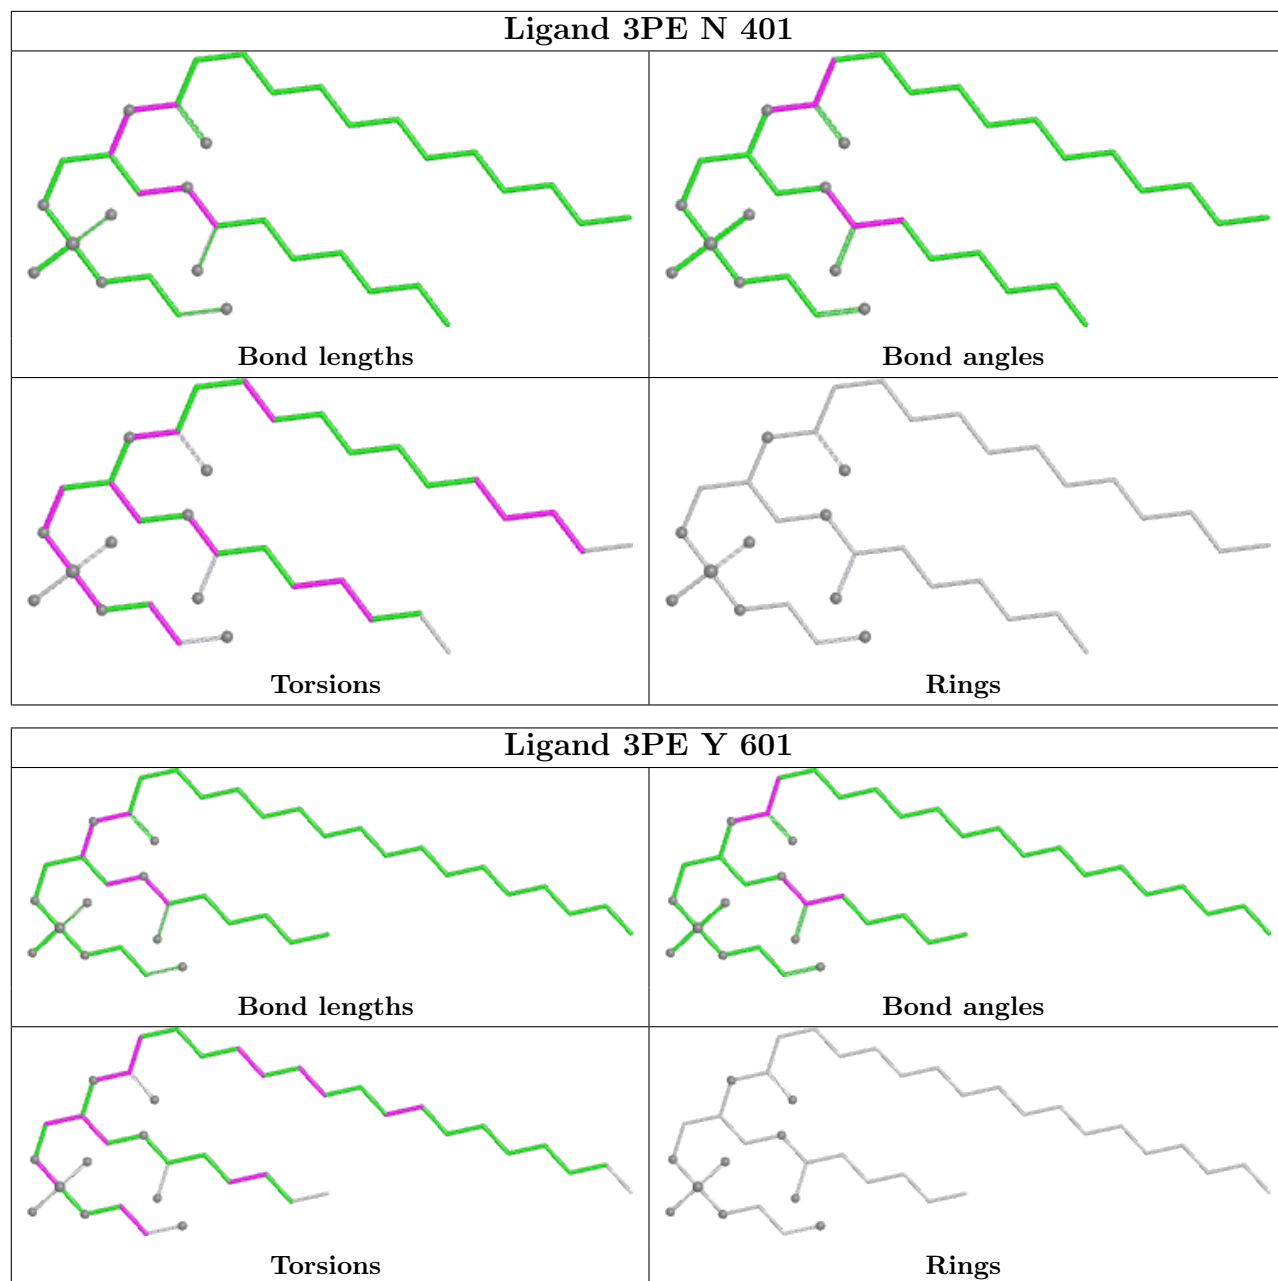 Ligand 3PE N 401
Bond lengths
Bond angles
Torsions
Rings
Ligand 3PE Y 601
Bond lengths
Bond angles
Torsions
Rings